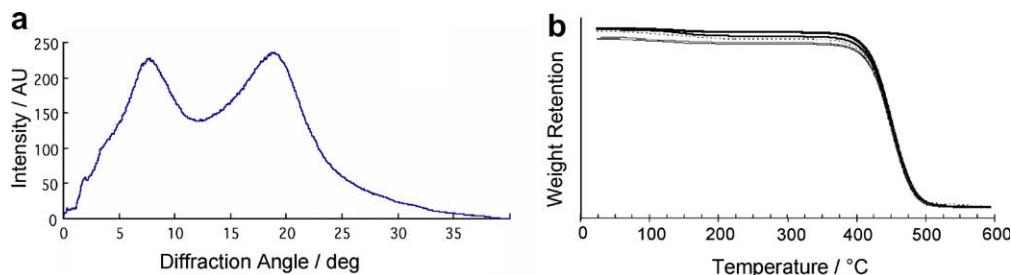 a
Intensity / AU
250
200
150
100
50
0
0 5 10 15 20 25 30 35
Diffraction Angle / deg
b
Weight Retention
0 100 200 300 400 500 600
Temperature / °C